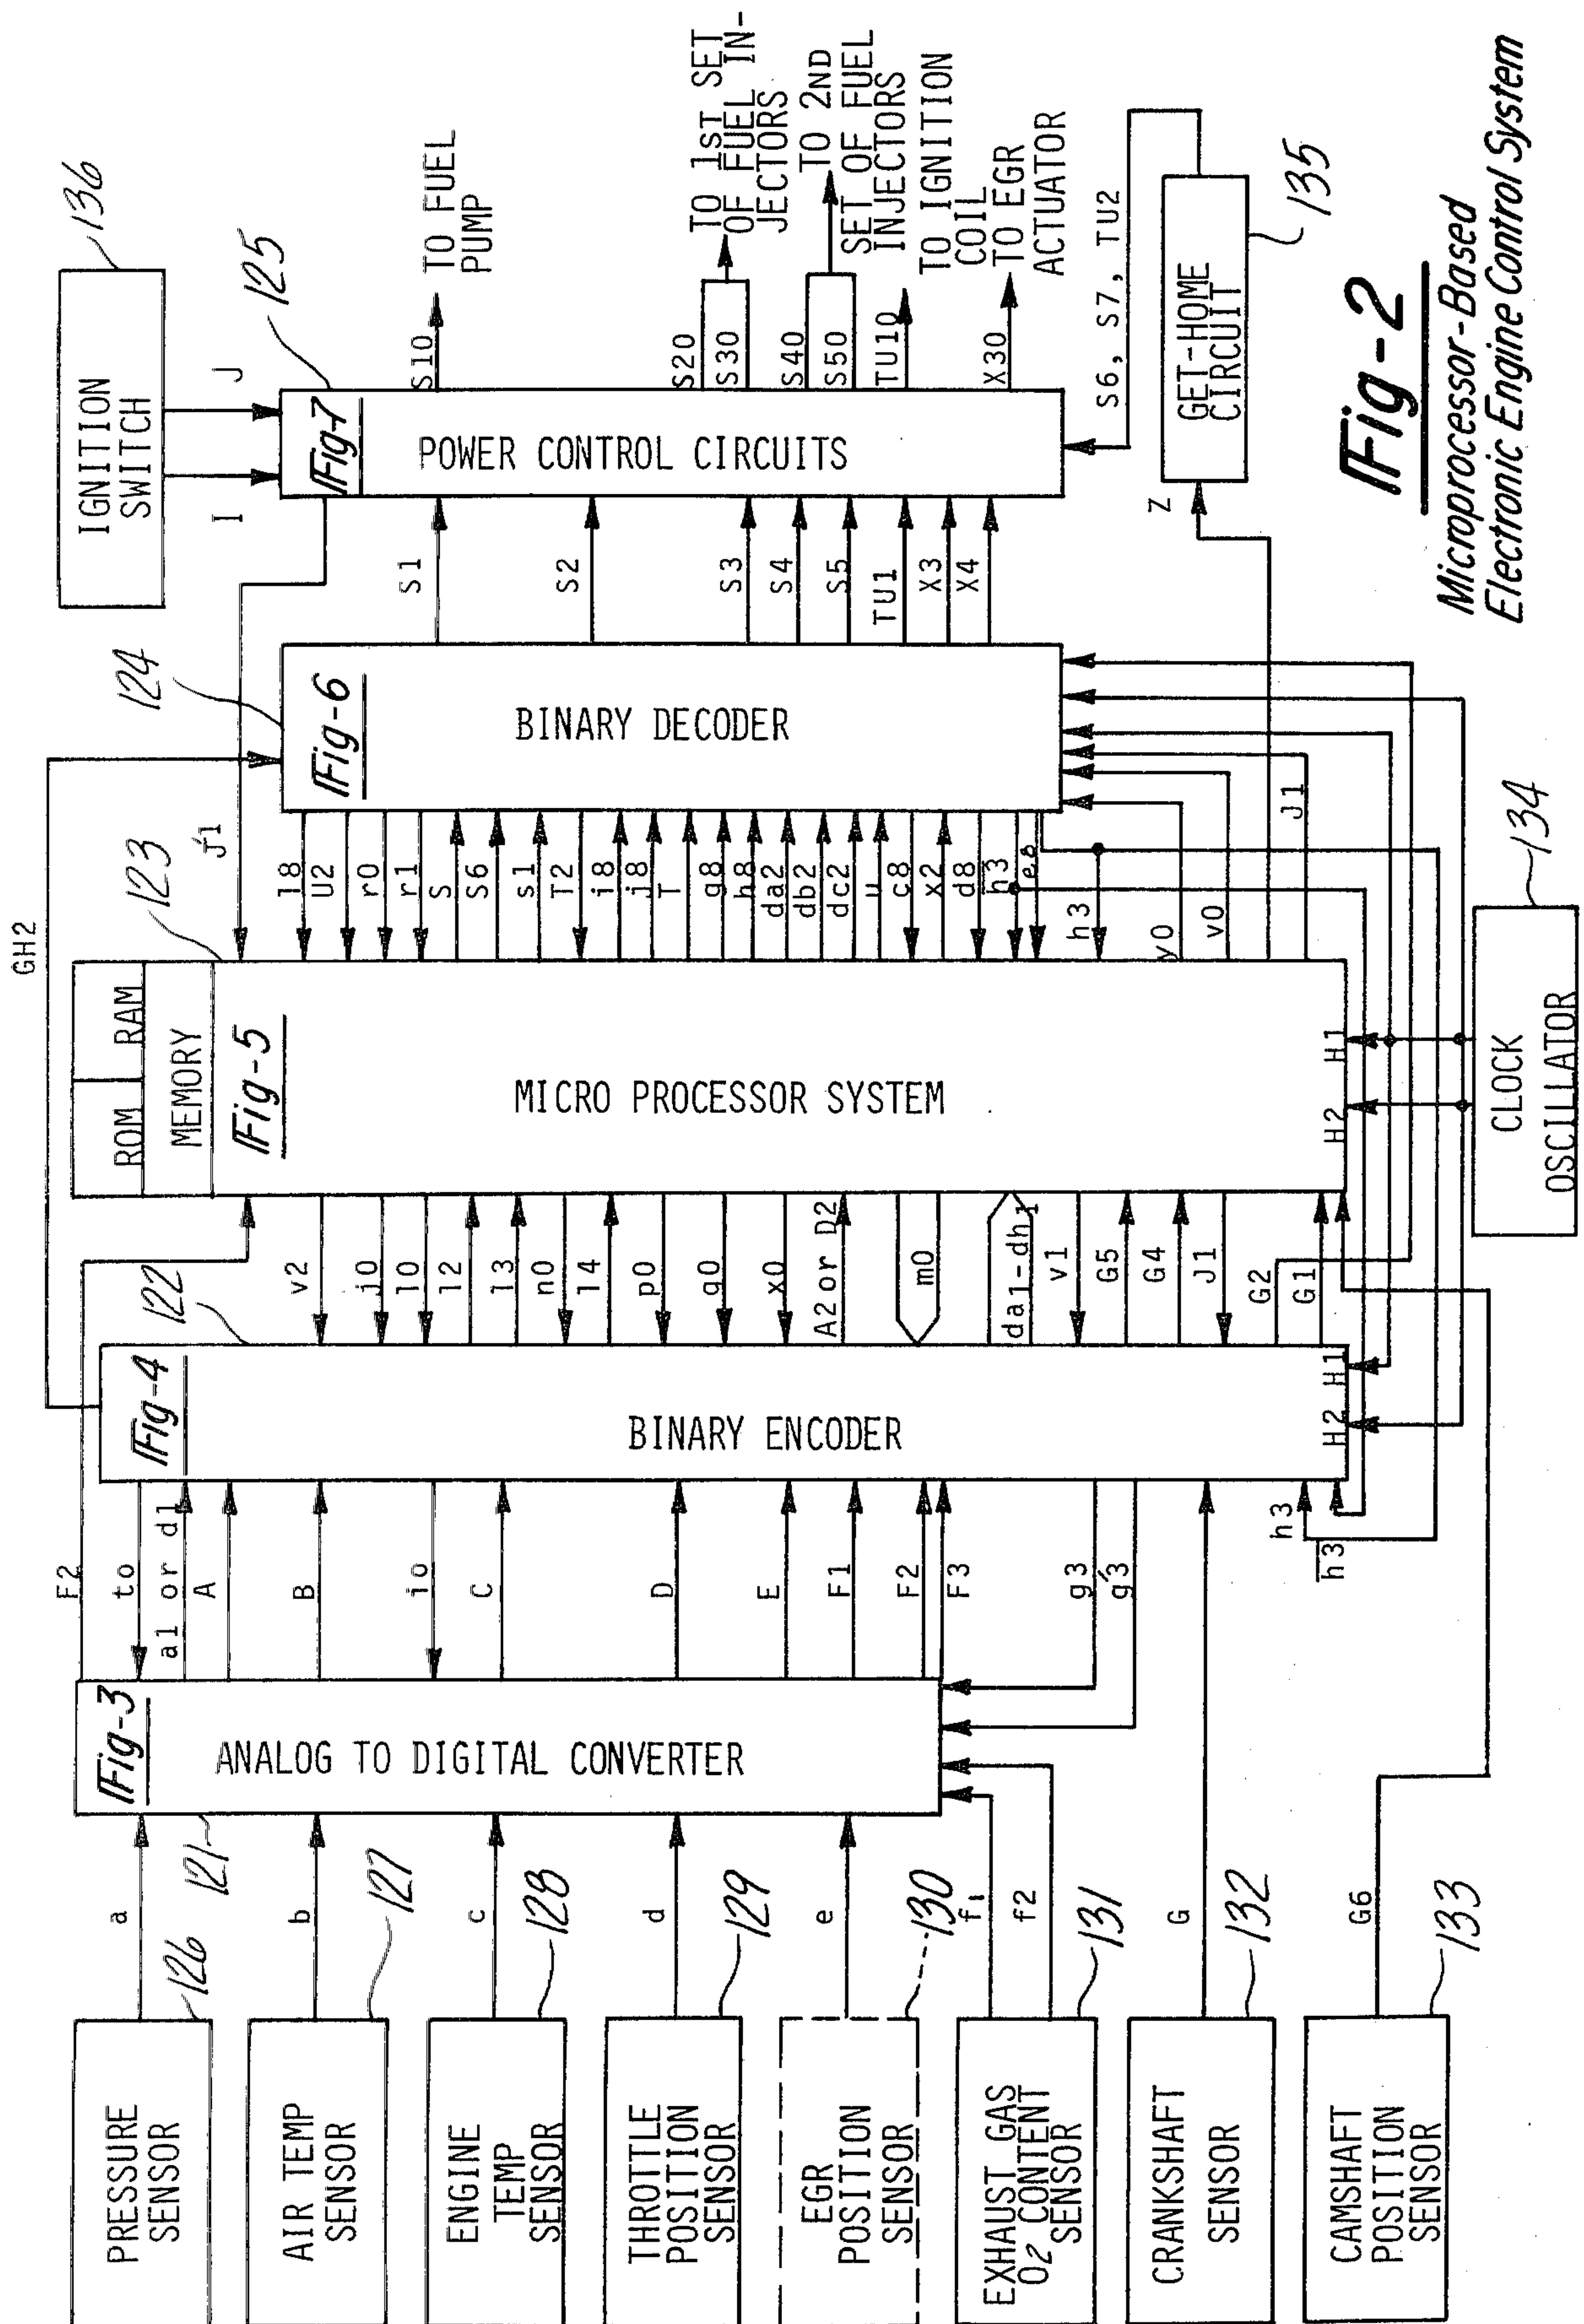 PRESSURE
SENSOR
126
a
AIR TEMP
SENSOR
127
b
ENGINE
TEMP
SENSOR
128
c
THROTTLE
POSITION
SENSOR
129
d
EGR
POSITION
SENSOR
130
e
EXHAUST GAS
O2 CONTENT
SENSOR
131
f1
f2
CRANKSHAFT
SENSOR
132
G
CAMSHAFT
POSITION
SENSOR
133
G6
Fig-3
ANALOG TO DIGITAL CONVERTER
121
F2
to
a1 or d1
A
B
io
C
D
E
F1
F2
F3
g3
g'3
h3
h3
Fig-4
BINARY ENCODER
122
H2
H1
GH2
v2
j0
l0
l2
l3
n0
l4
p0
q0
x0
A2 or D2
m0
da1-dh1
v1
G5
G4
J1
G2
G1
ROM
RAM
MEMORY
Fig-5
MICRO PROCESSOR SYSTEM
123
H2
H1
J'1
l8
U2
r0
r1
S
S6
s1
T2
i8
j8
T
g8
h8
da2
db2
dc2
u
c8
x2
d8
h3
e8
h3
y0
v0
J1
CLOCK
OSCILLATOR
134
Fig-6
BINARY DECODER
124
S1
S2
S3
S4
S5
TU1
X3
X4
Z
IGNITION
SWITCH
136
I
J
Fig-7
POWER CONTROL CIRCUITS
125
S10
TO FUEL
PUMP
S20
S30
TO 1ST SET
OF FUEL IN-
JECTORS
S40
S50
TO 2ND
SET OF FUEL
INJECTORS
TU10
TO IGNITION
COIL
X30
TO EGR
ACTUATOR
S6, S7, TU2
GET-HOME
CIRCUIT
135
Fig-2
Microprocessor-Based
Electronic Engine Control System